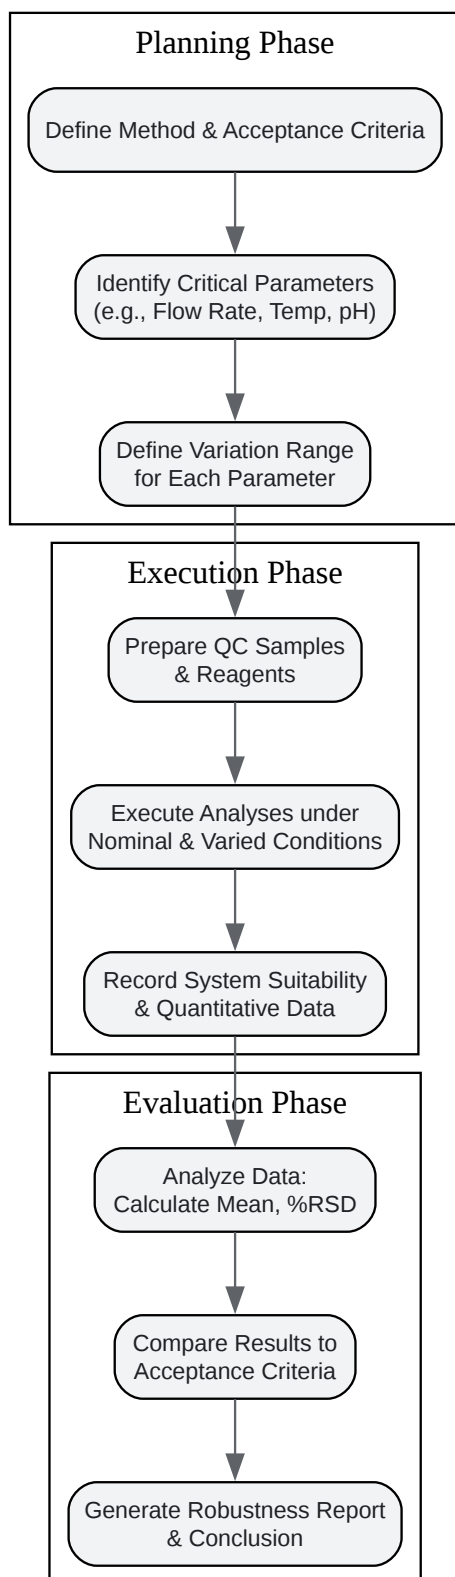 Planning Phase
Define Method & Acceptance Criteria
Identify Critical Parameters
(e.g., Flow Rate, Temp, pH)
Define Variation Range
for Each Parameter
Execution Phase
Prepare QC Samples
& Reagents
Execute Analyses under
Nominal & Varied Conditions
Record System Suitability
& Quantitative Data
Evaluation Phase
Analyze Data:
Calculate Mean, %RSD
Compare Results to
Acceptance Criteria
Generate Robustness Report
& Conclusion